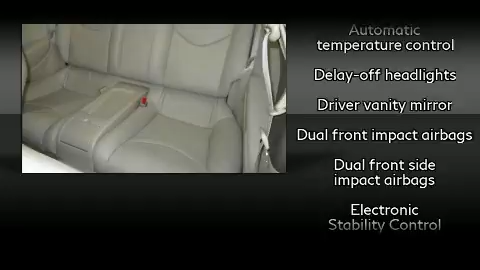 Automatic
temperature control
Delay-off headlights
Driver vanity mirror
Dual front impact airbags
Dual front side
impact airbags
Electronic
Stability Control